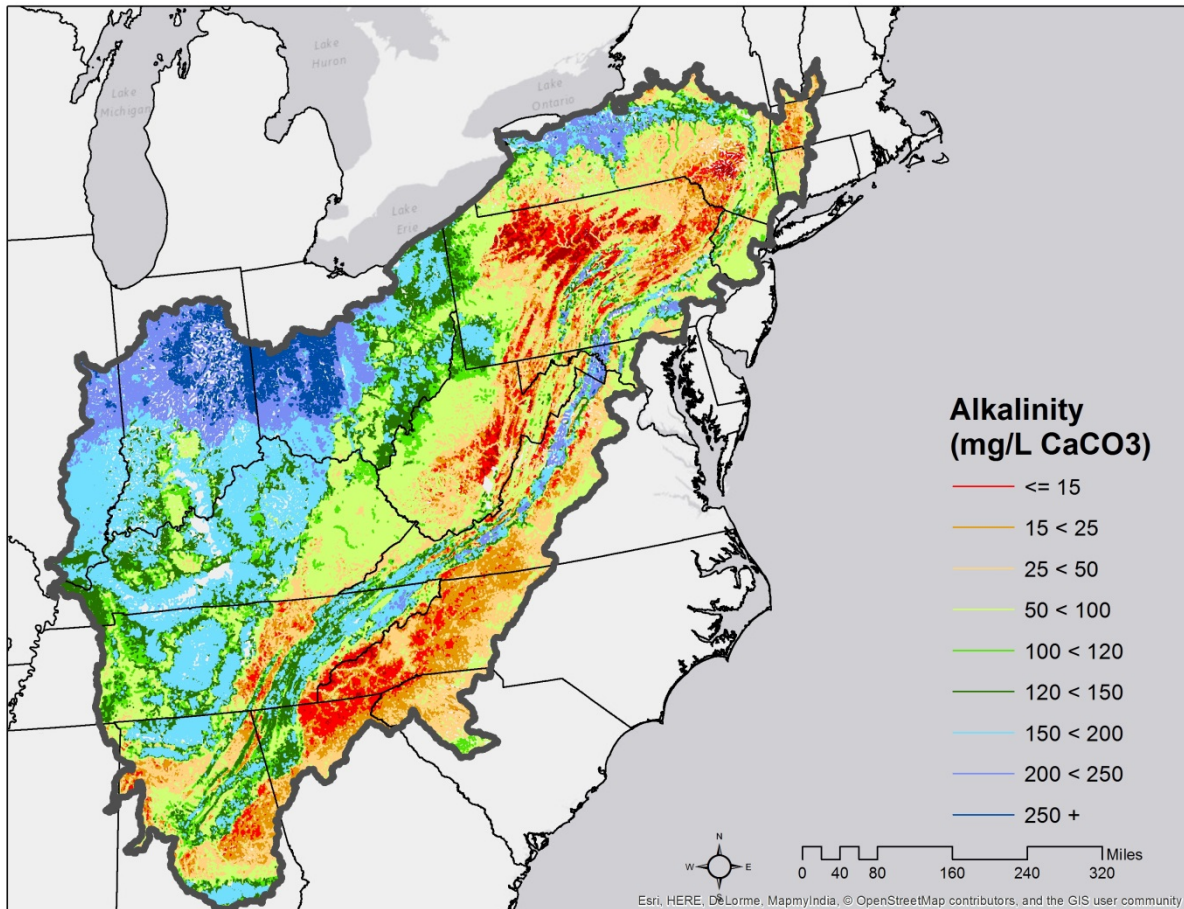 Lake
Huron
Lake
Michigan
Lake
Ontario
Lake
Erie
Alkalinity
(mg/L CaCO3)
<= 15
15 < 25
25 < 50
50 < 100
100 < 120
120 < 150
150 < 200
200 < 250
250 +
N
W E
S
Miles
0 40 80 160 240 320
Esri, HERE, DeLorme, MapmyIndia, © OpenStreetMap contributors, and the GIS user community